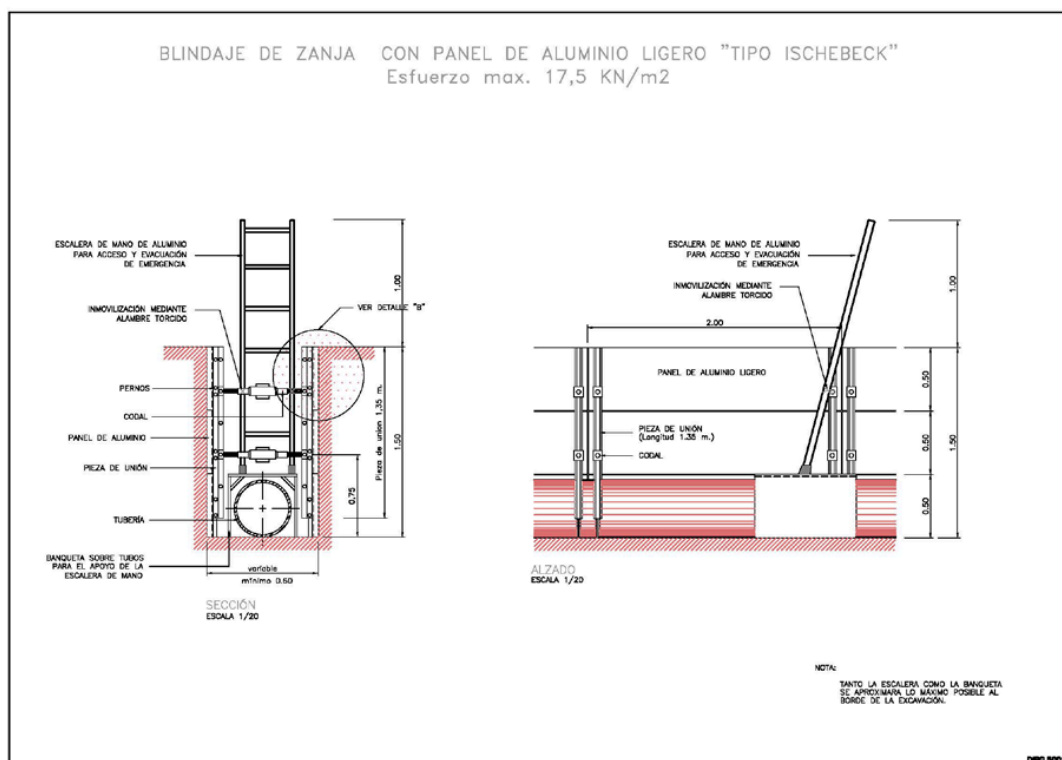 BLINDAJE DE ZANJA CON PANEL DE ALUMINIO LIGERO "TIPO ISCHEBECK"
Esfuerzo max. 17,5 KN/m2
ESCALERA DE MANO DE ALUMINIO
PARA ACCESO Y EVACUACIÓN
DE EMERGENCIA
INMOVILIZACIÓN MEDIANTE
ALAMBRE TORCIDO
VER DETALLE "B"
1.00
PERNOS
CODAL
PANEL DE ALUMINIO
PIEZA DE UNIÓN
Pieza de union 1,35 m.
1.50
0.75
TUBERÍA
BANQUETA SOBRE TUBOS
PARA EL APOYO DE LA
ESCALERA DE MANO
variable
mínimo 0.60
SECCIÓN
ESCALA 1/20
ESCALERA DE MANO DE ALUMINIO
PARA ACCESO Y EVACUACIÓN
DE EMERGENCIA
INMOVILIZACIÓN MEDIANTE
ALAMBRE TORCIDO
1.00
2.00
PANEL DE ALUMINIO LIGERO
0.50
PIEZA DE UNIÓN
(Longitud 1.35 m.)
CODAL
0.50
1.50
0.50
ALZADO
ESCALA 1/20
NOTA:
TANTO LA ESCALERA COMO LA BANQUETA
SE APROXIMARA LO MÁXIMO POSIBLE AL
BORDE DE LA EXCAVACIÓN.